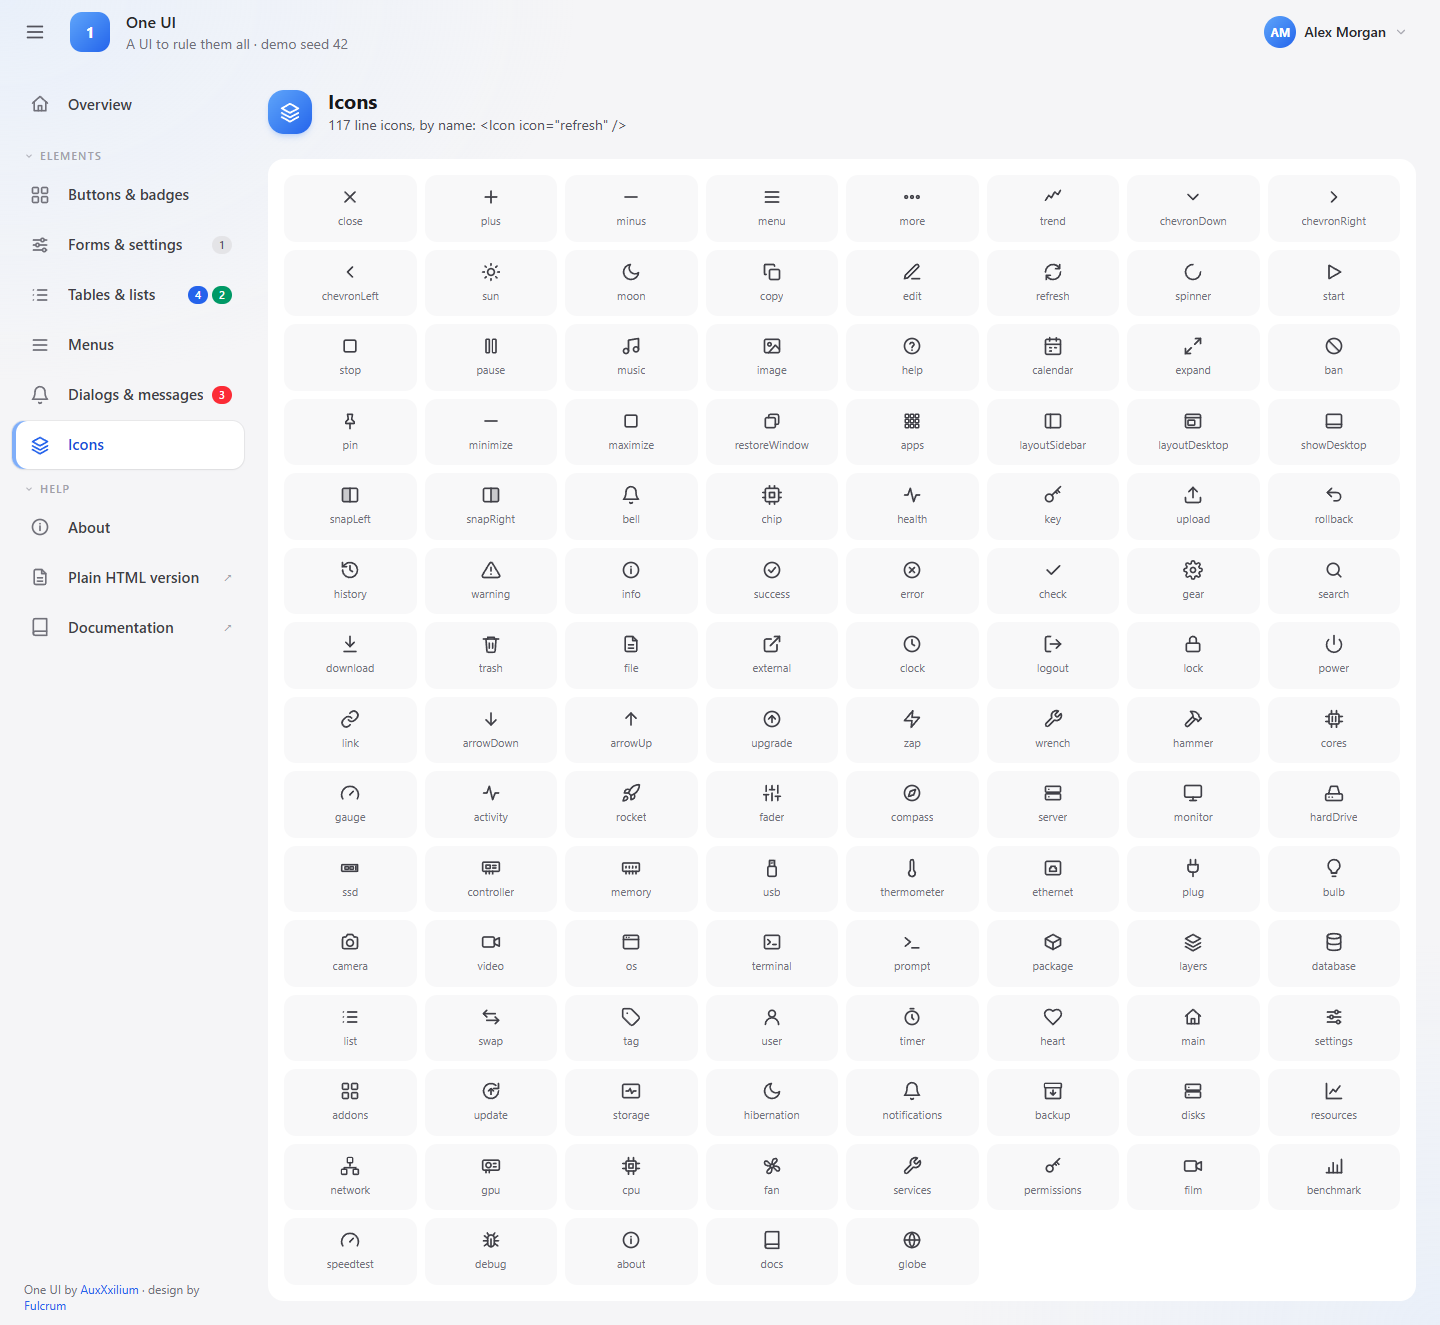 1
One UI
A UI to rule them all · demo seed 42
AM
Alex Morgan
Overview
ELEMENTS
Buttons & badges
Forms & settings 1
Tables & lists 4 2
Menus
Dialogs & messages 3
Icons
HELP
About
Plain HTML version ↗
Documentation ↗
One UI by AuxXxilium · design by
Fulcrum
Icons
117 line icons, by name: <Icon icon="refresh" />
close plus minus menu more trend chevronDown chevronRight
chevronLeft sun moon copy edit refresh spinner start
stop pause music image help calendar expand ban
pin minimize maximize restoreWindow apps layoutSidebar layoutDesktop showDesktop
snapLeft snapRight bell chip health key upload rollback
history warning info success error check gear search
download trash file external clock logout lock power
link arrowDown arrowUp upgrade zap wrench hammer cores
gauge activity rocket fader compass server monitor hardDrive
ssd controller memory usb thermometer ethernet plug bulb
camera video os terminal prompt package layers database
list swap tag user timer heart main settings
addons update storage hibernation notifications backup disks resources
network gpu cpu fan services permissions film benchmark
speedtest debug about docs globe